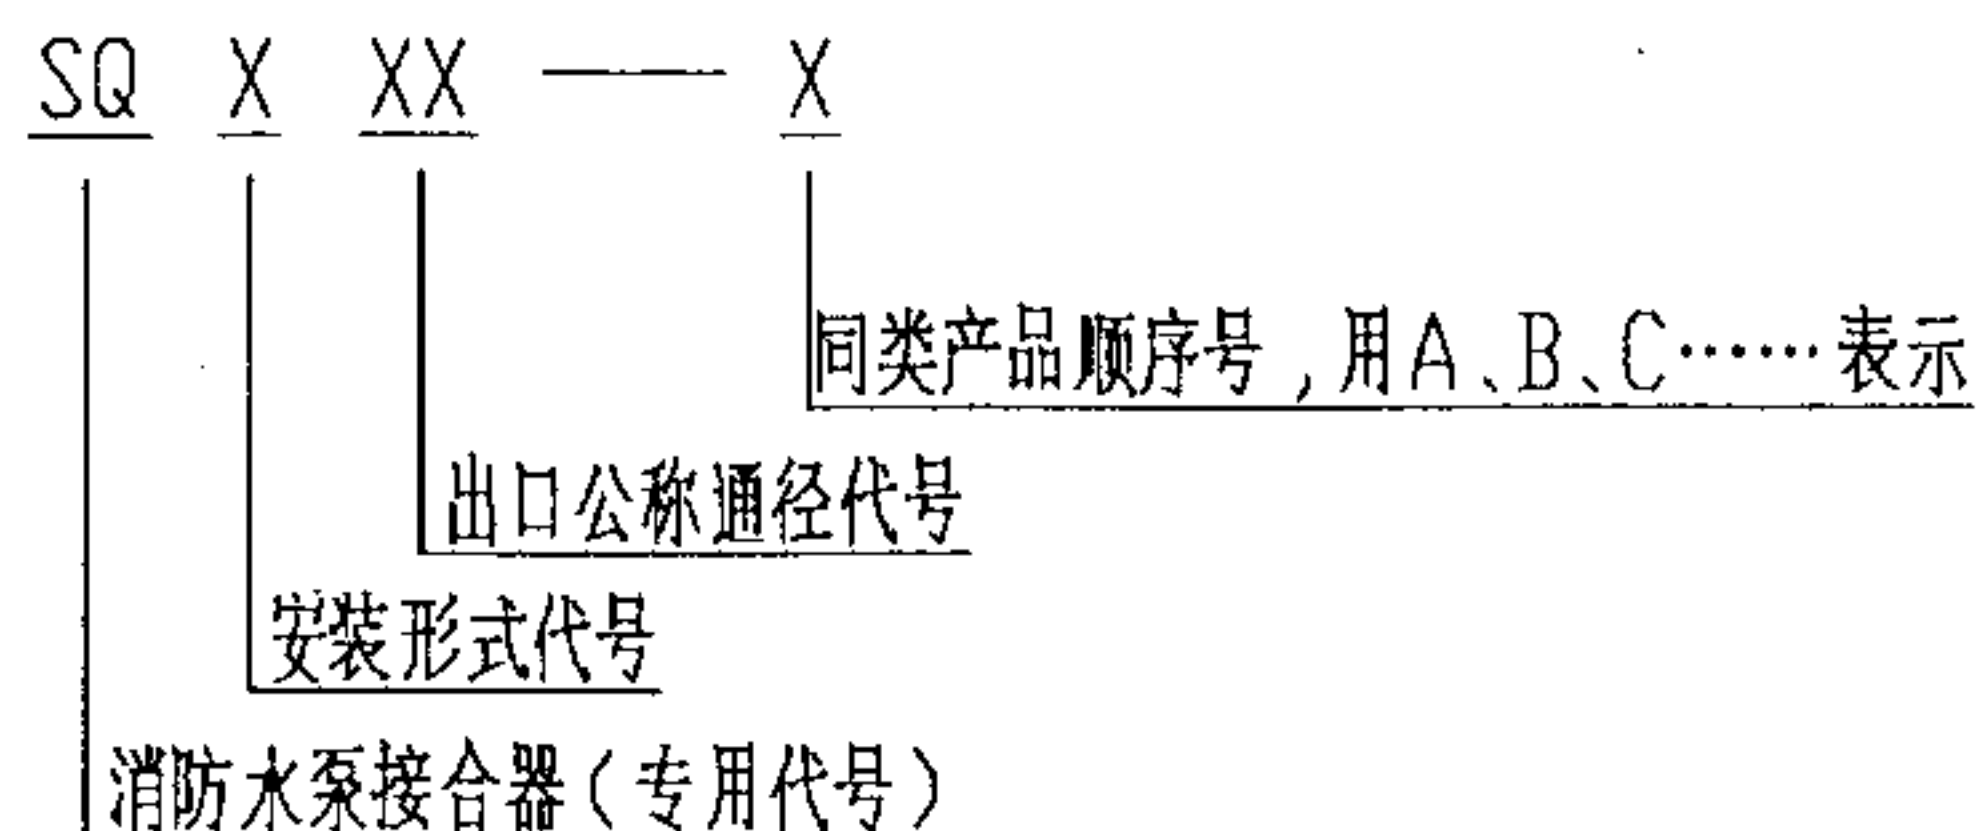 SQ X XX —— X
同类产品顺序号,用A、B、C……表示
出口公称通径代号
安装形式代号
消防水泵接合器(专用代号)